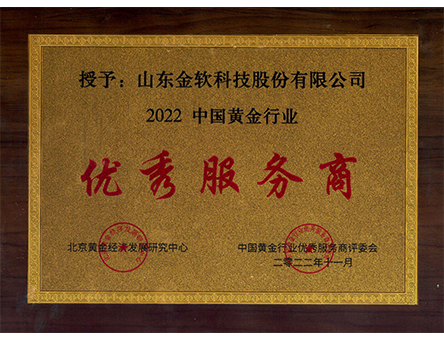 授予：山东金软科技股份有限公司
2022 中国黄金行业
优秀服务商
北京黄金经济发展研究中心
中国黄金行业优秀服务商评委会
二零二二年十一月